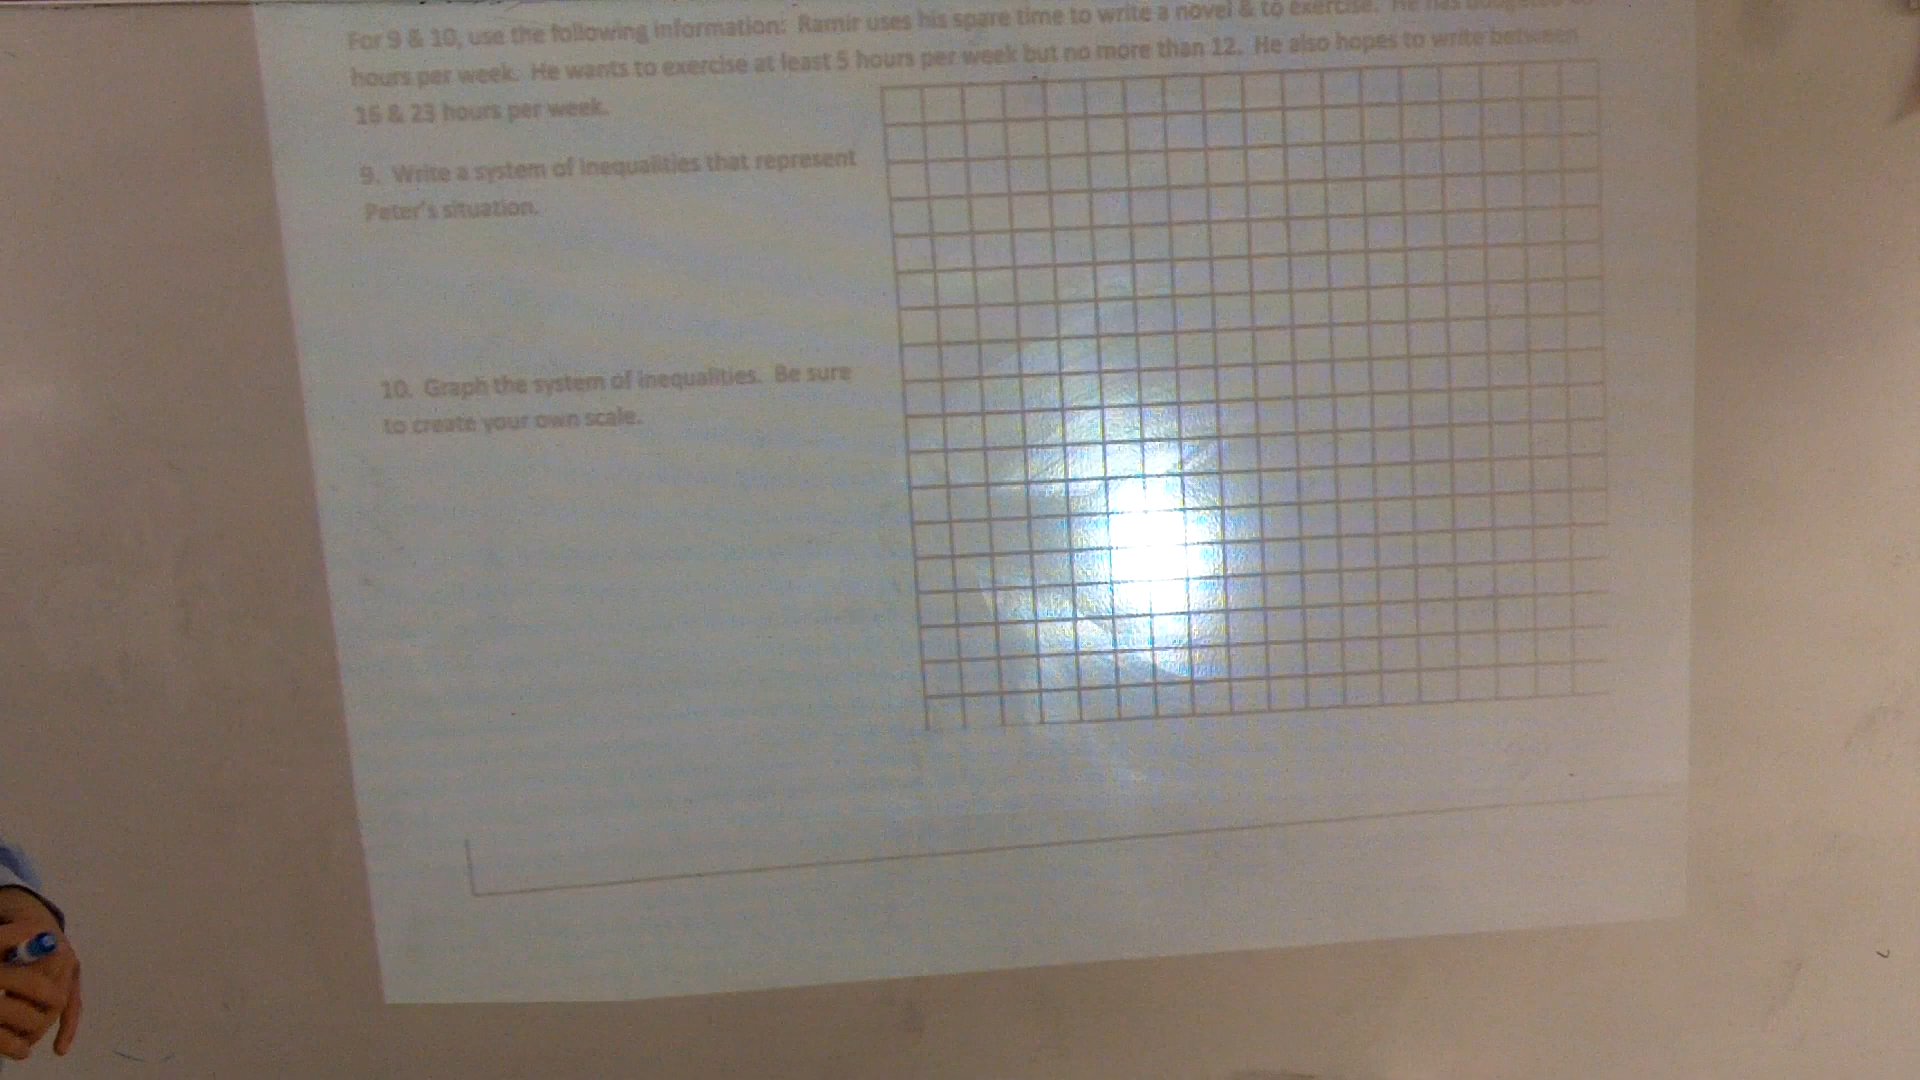 For 9 & 10, use the following information: Ramir uses his spare time to write a novel & to exercise. He has budgeted
hours per week. He wants to exercise at least 5 hours per week but no more than 12. He also hopes to write between
16 & 23 hours per week.
9. Write a system of inequalities that represent
Peter's situation.
10. Graph the system of inequalities. Be sure
to create your own scale.